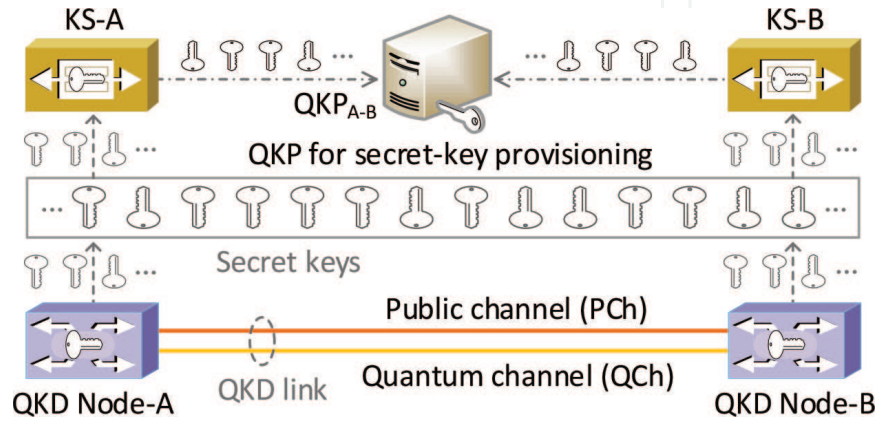 KS-A
KS-B
...
...
QKP A-B
...
QKP for secret-key provisioning
...
...
...
Secret keys
...
...
Public channel (PCh)
QKD link
Quantum channel (QCh)
QKD Node-A
QKD Node-B